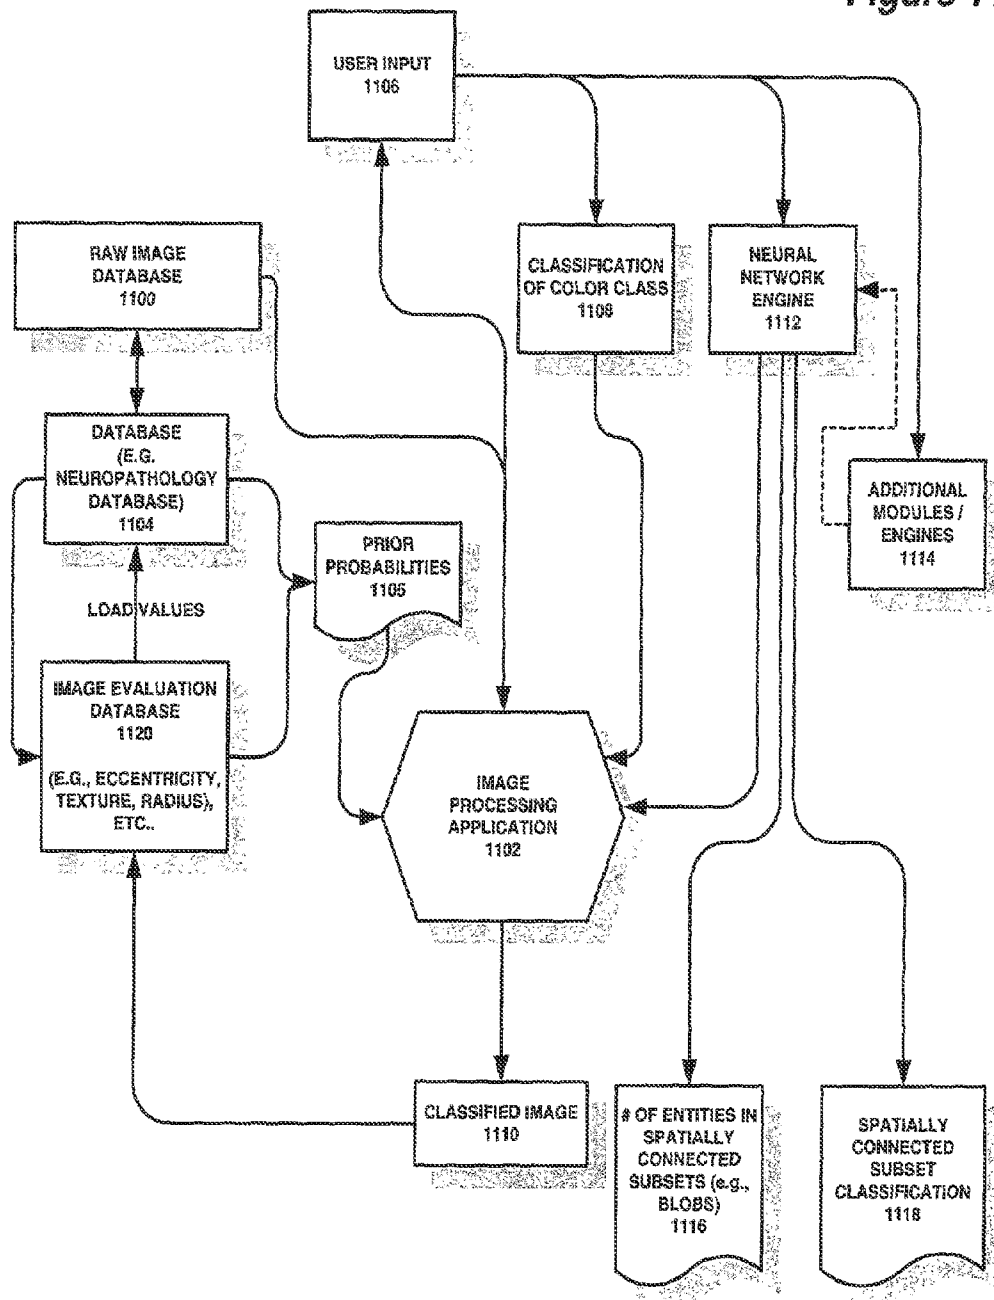 Figure 11
USER INPUT
1106
RAW IMAGE
DATABASE
1100
CLASSIFICATION
OF COLOR CLASS
1108
NEURAL
NETWORK
ENGINE
1112
DATABASE
(E.G.
NEUROPATHOLOGY
DATABASE)
1104
ADDITIONAL
MODULES /
ENGINES
1114
PRIOR
PROBABILITIES
1105
LOAD VALUES
IMAGE EVALUATION
DATABASE
1120
(E.G., ECCENTRICITY,
TEXTURE, RADIUS),
ETC..
IMAGE
PROCESSING
APPLICATION
1102
CLASSIFIED IMAGE
1110
# OF ENTITIES IN
SPATIALLY
CONNECTED
SUBSETS (e.g.,
BLOBS)
1116
SPATIALLY
CONNECTED
SUBSET
CLASSIFICATION
1118